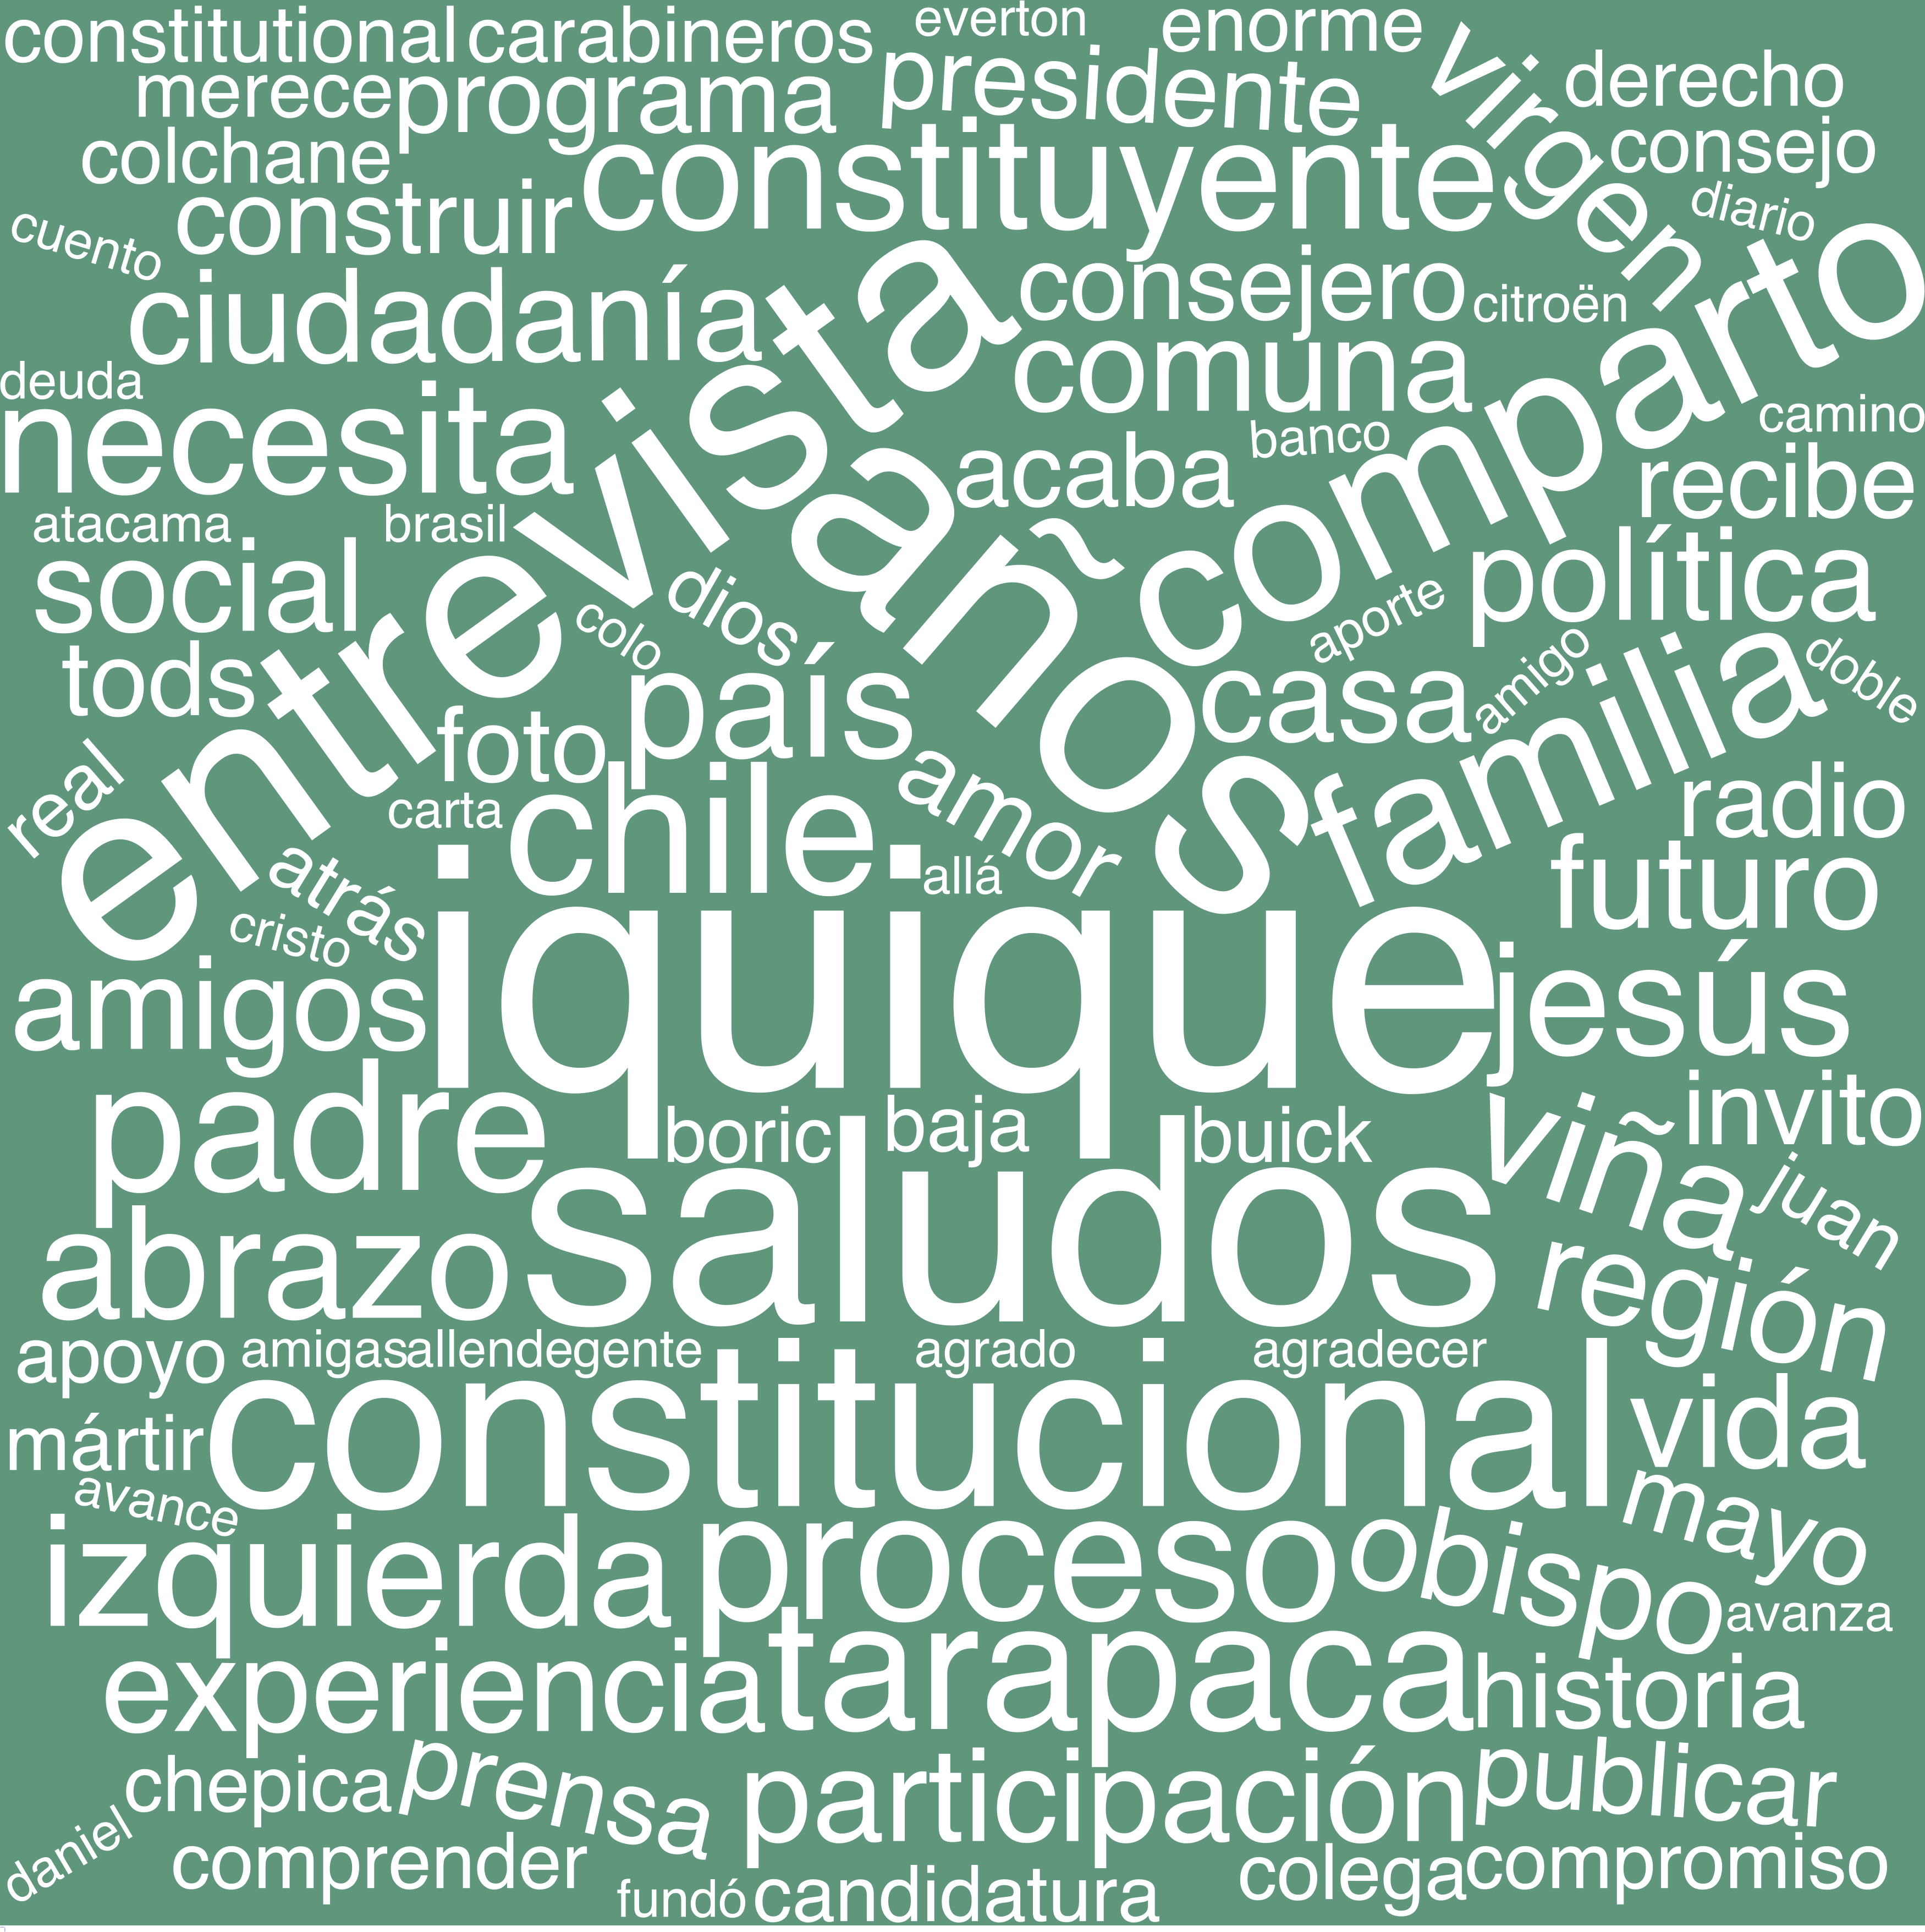 constitutional carabineros everton enorme
merece programa presidente virgen derecho
colchane constituyente consejo
cuento construir diario
ciudadanía consejero citroën
deuda comuna comparto
necesita entrevista banco camino
acaba recibe
atacama brasil años
social colo ojos aporte política
tods país casa amigo familia doble
foto
real carta chile amor radio
atrás allá futuro
cristo
amigos iquique jesús
padre boric baja buick viña invito
juan
abrazo saludos región
apoyo amigas allende gente agrado agradecer
mártir constitucional vida
avance mayo
izquierda proceso obispo avanza
experiencia tarapaca historia
chepica prensa participación publicar
daniel comprender colega compromiso
fundó candidatura